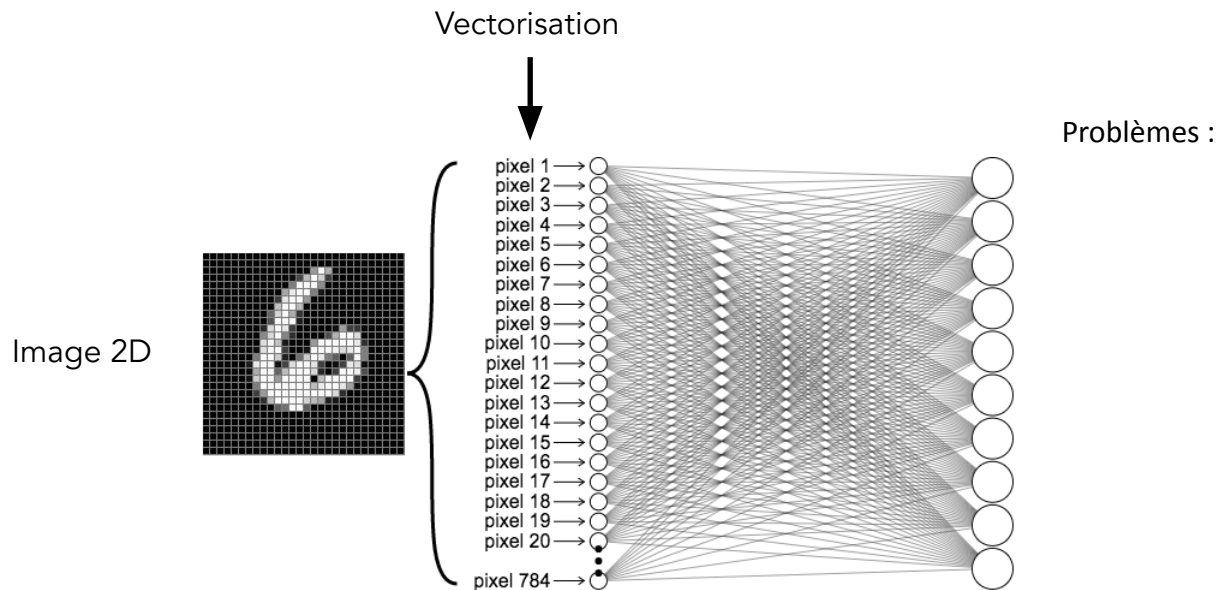 Vectorisation
Problèmes :
Image 2D
pixel 1
pixel 2
pixel 3
pixel 4
pixel 5
pixel 6
pixel 7
pixel 8
pixel 9
pixel 10
pixel 11
pixel 12
pixel 13
pixel 14
pixel 15
pixel 16
pixel 17
pixel 18
pixel 19
pixel 20
pixel 784